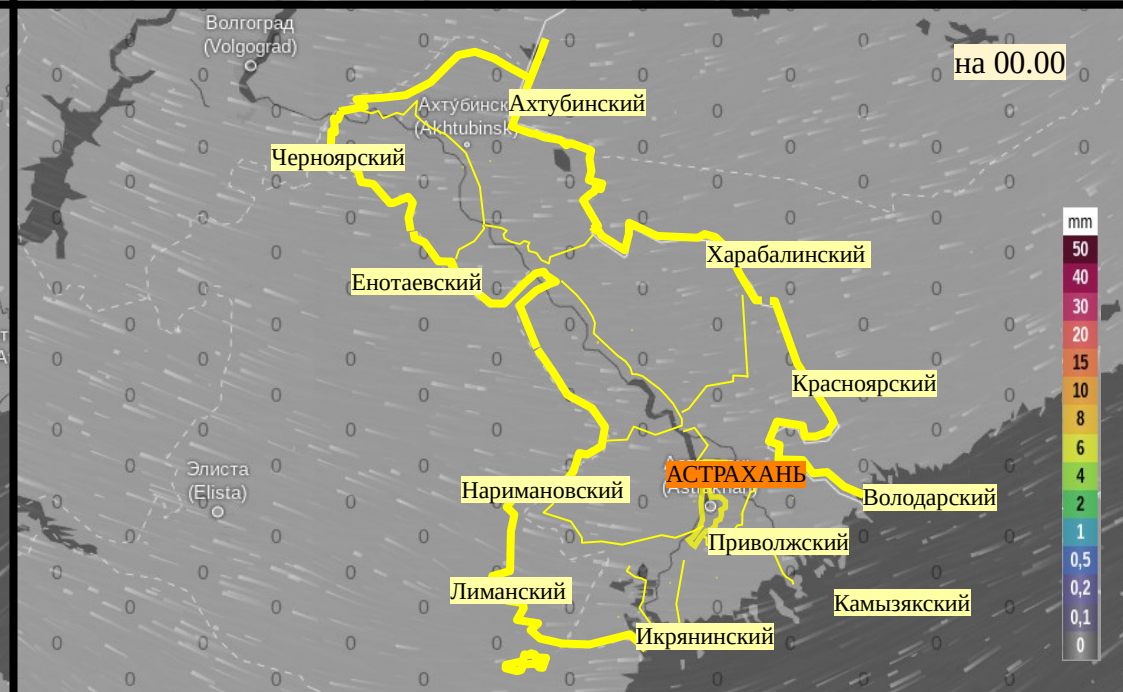 Волгоград
(Volgograd)
на 00.00
Ахтубинск
Ахтубинский
(Akhtubinsk)
Черноярский
mm
50
40
30
20
15
10
8
6
4
2
1
0,5
0,2
0,1
0
Харабалинский
Енотаевский
Красноярский
Элиста
(Elista)
АСТРАХАНЬ
Наримановский
Володарский
Приволжский
Лиманский
Камызякский
Икрянинский